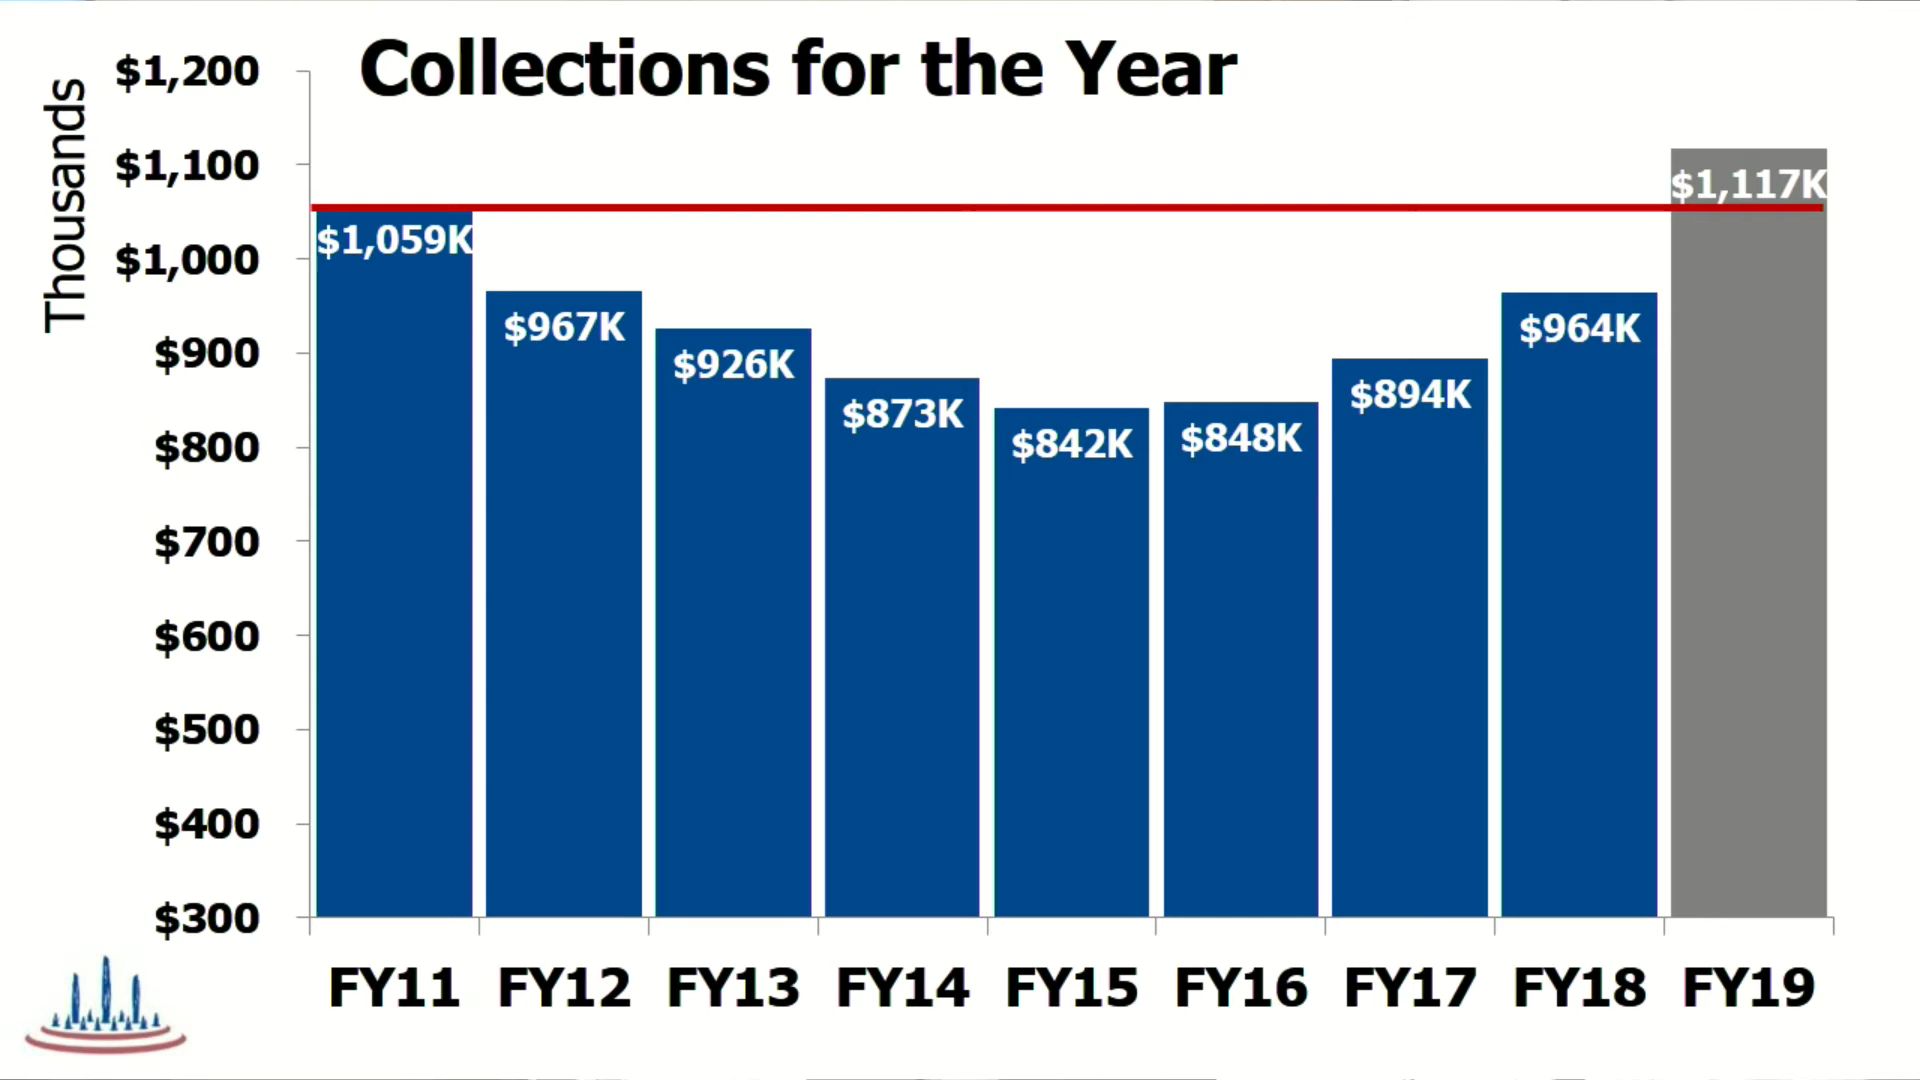 Collections for the Year
Thousands
$1,200
$1,100
$1,000
$900
$800
$700
$600
$500
$400
$300
$1,059K
$967K
$926K
$873K
$842K
$848K
$894K
$964K
$1,117K
FY11 FY12 FY13 FY14 FY15 FY16 FY17 FY18 FY19